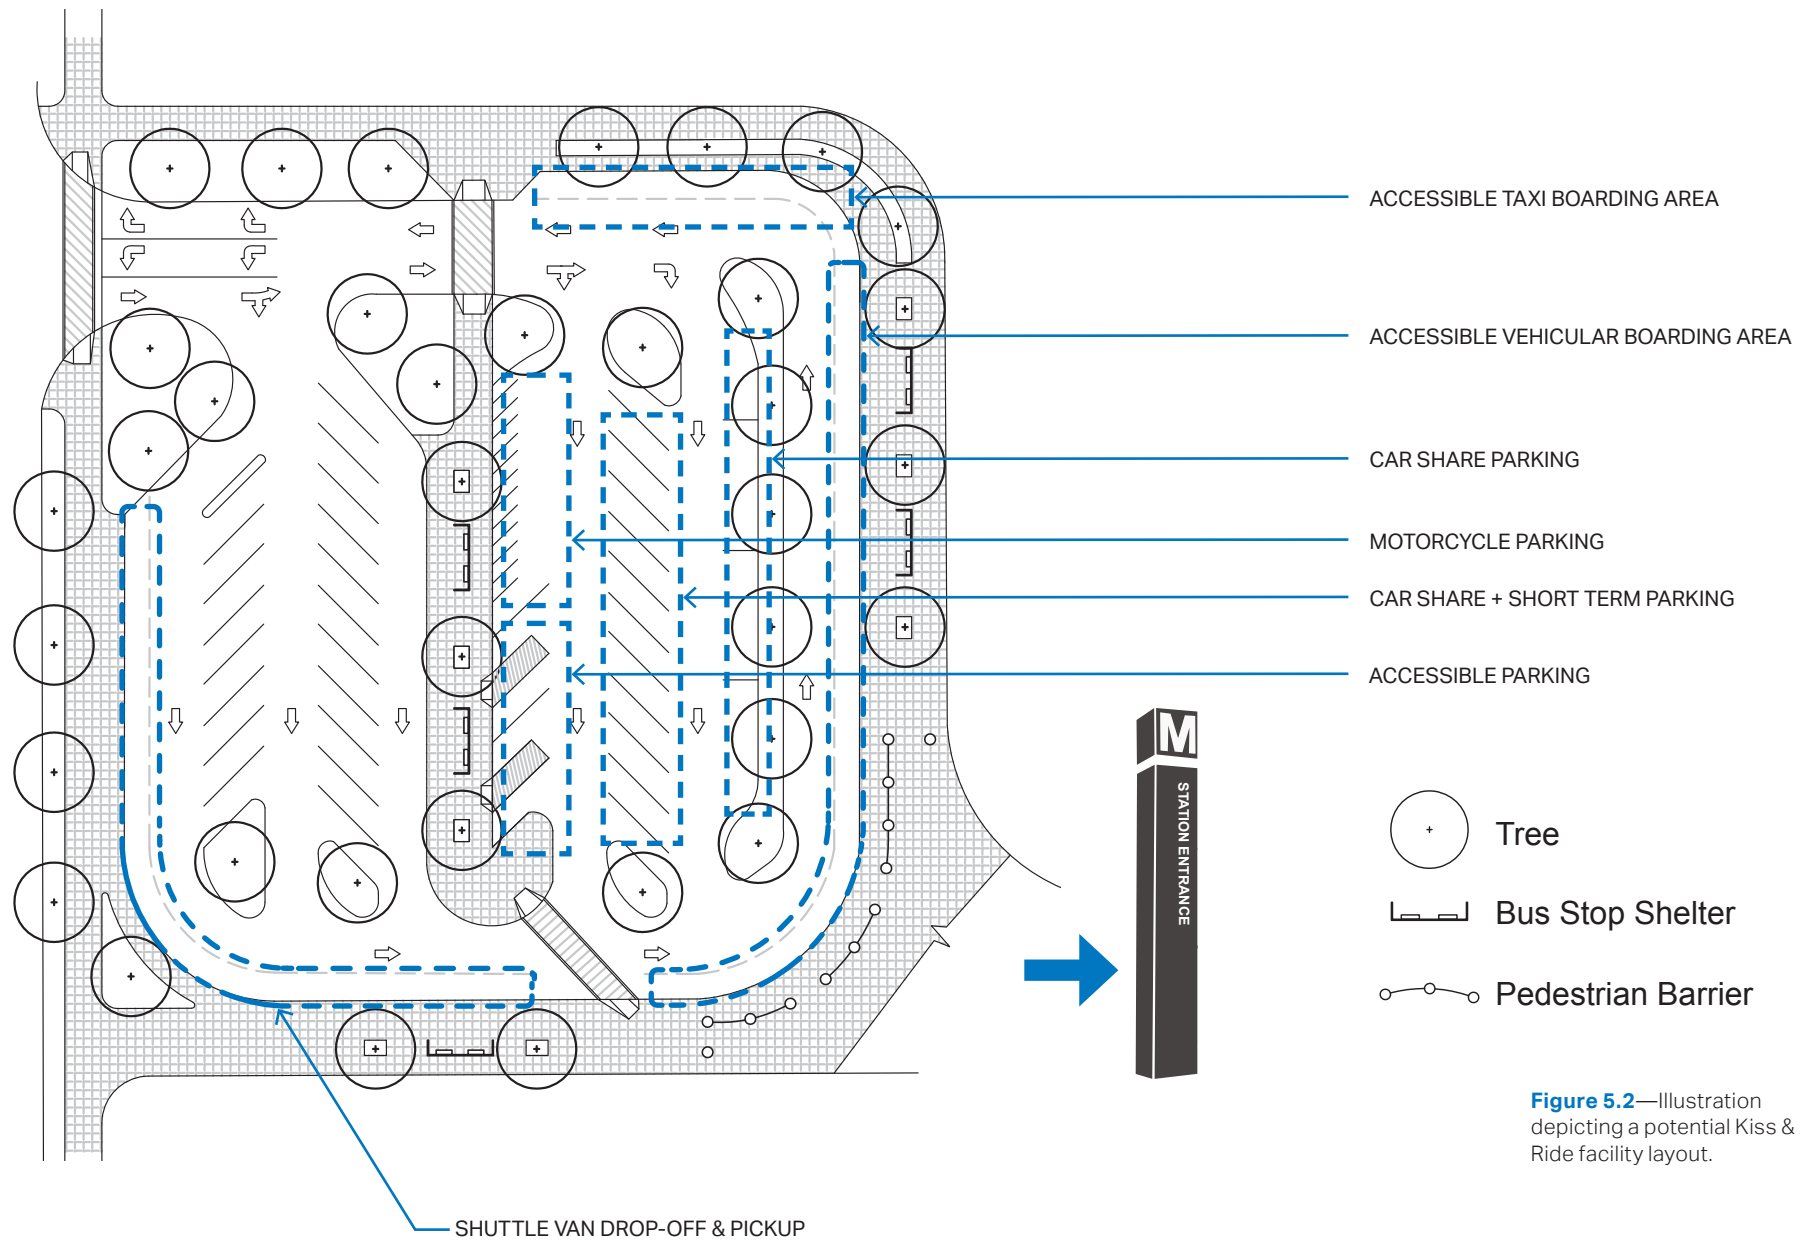 ACCESSIBLE TAXI BOARDING AREA
ACCESSIBLE VEHICULAR BOARDING AREA
CAR SHARE PARKING
MOTORCYCLE PARKING
CAR SHARE + SHORT TERM PARKING
ACCESSIBLE PARKING
M
STATION ENTRANCE
Tree
Bus Stop Shelter
Pedestrian Barrier
Figure 5.2—Illustration
depicting a potential Kiss &
Ride facility layout.
SHUTTLE VAN DROP-OFF & PICKUP